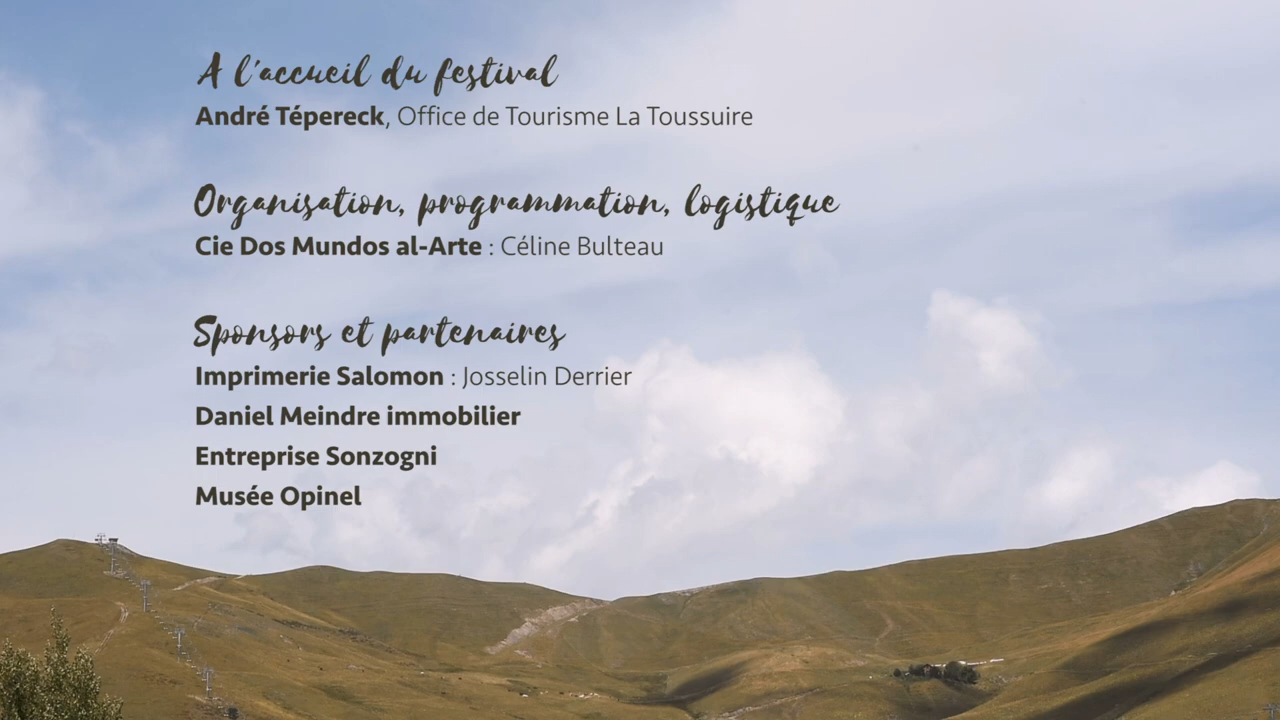 A l'accueil du festival
André Tépereck, Office de Tourisme La Toussuire
Organisation, programmation, logistique
Cie Dos Mundos al-Arte : Céline Bulteau
Sponsors et partenaires
Imprimerie Salomon : Josselin Derrier
Daniel Meindre immobilier
Entreprise Sonzogni
Musée Opinel